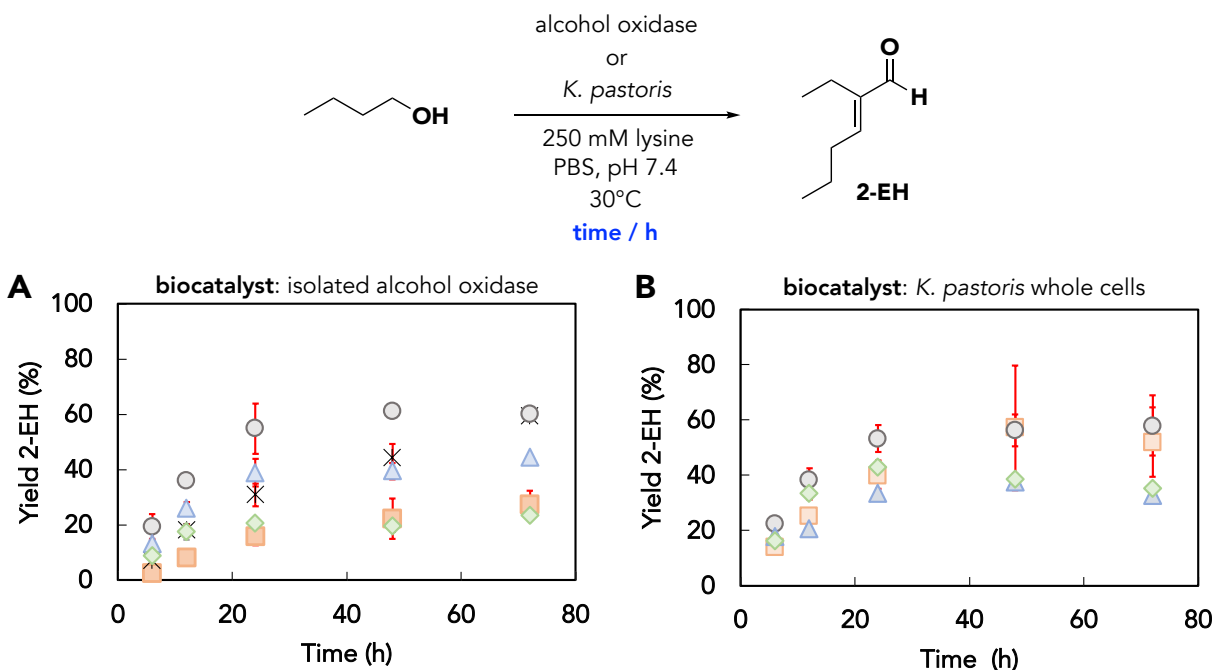 alcohol oxidase
or
K. pastoris
OH
250 mM lysine
PBS, pH 7.4
30°C
time / h
O
H
2-EH
A
biocatalyst: isolated alcohol oxidase
100
80
60
40
20
0
Yield 2-EH (%)
0 20 40 60 80
Time (h)
B
biocatalyst: K. pastoris whole cells
100
80
60
40
20
0
Yield 2-EH (%)
0 20 40 60 80
Time (h)